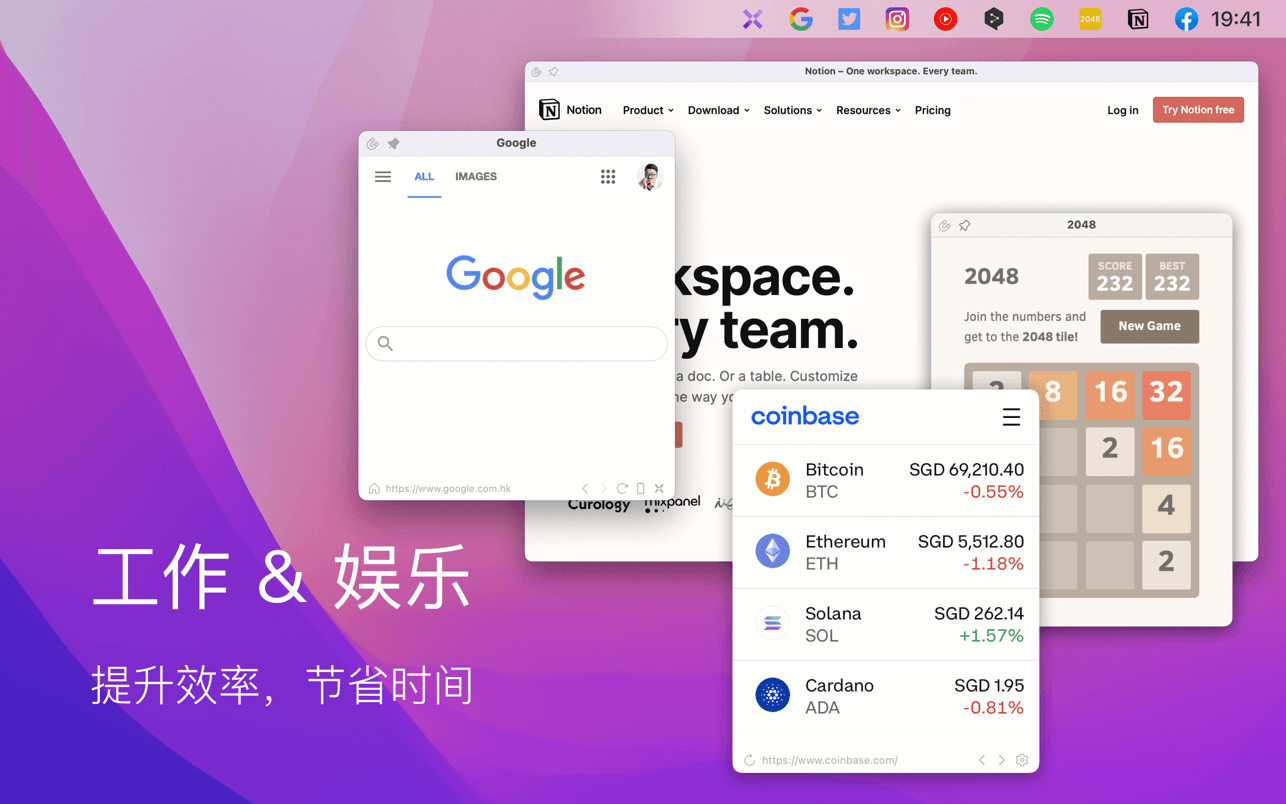 2048
19:41
Notion – One workspace. Every team.
Notion
Product
Download
Solutions
Resources
Pricing
Log in
Try Notion free
Google
ALL
IMAGES
Google
https://www.google.com.hk
kspace.
y team.
a doc. Or a table. Customize
ne way yo
Curology
mixpanel
2048
2048
SCORE
232
BEST
232
Join the numbers and
get to the 2048 tile!
New Game
2 8 16 32
2 16
4
2
coinbase
Bitcoin
SGD 69,210.40
BTC
-0.55%
Ethereum
SGD 5,512.80
ETH
-1.18%
Solana
SGD 262.14
SOL
+1.57%
Cardano
SGD 1.95
ADA
-0.81%
https://www.coinbase.com/
工作 & 娱乐
提升效率，节省时间